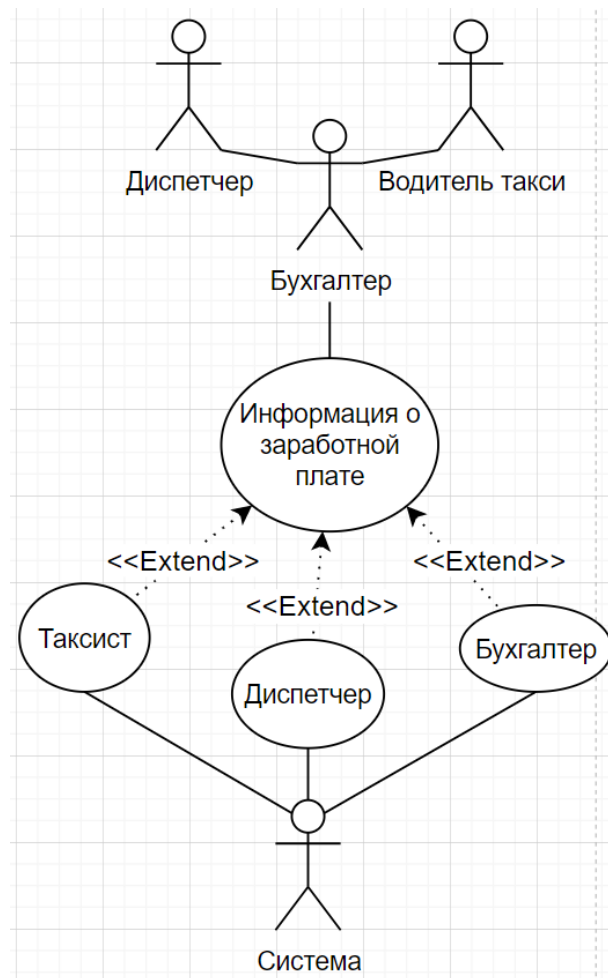 Диспетчер
Водитель такси
Бухгалтер
Информация о
заработной
плате
<<Extend>>
<<Extend>>
<<Extend>>
Таксист
Диспетчер
Бухгалтер
Система